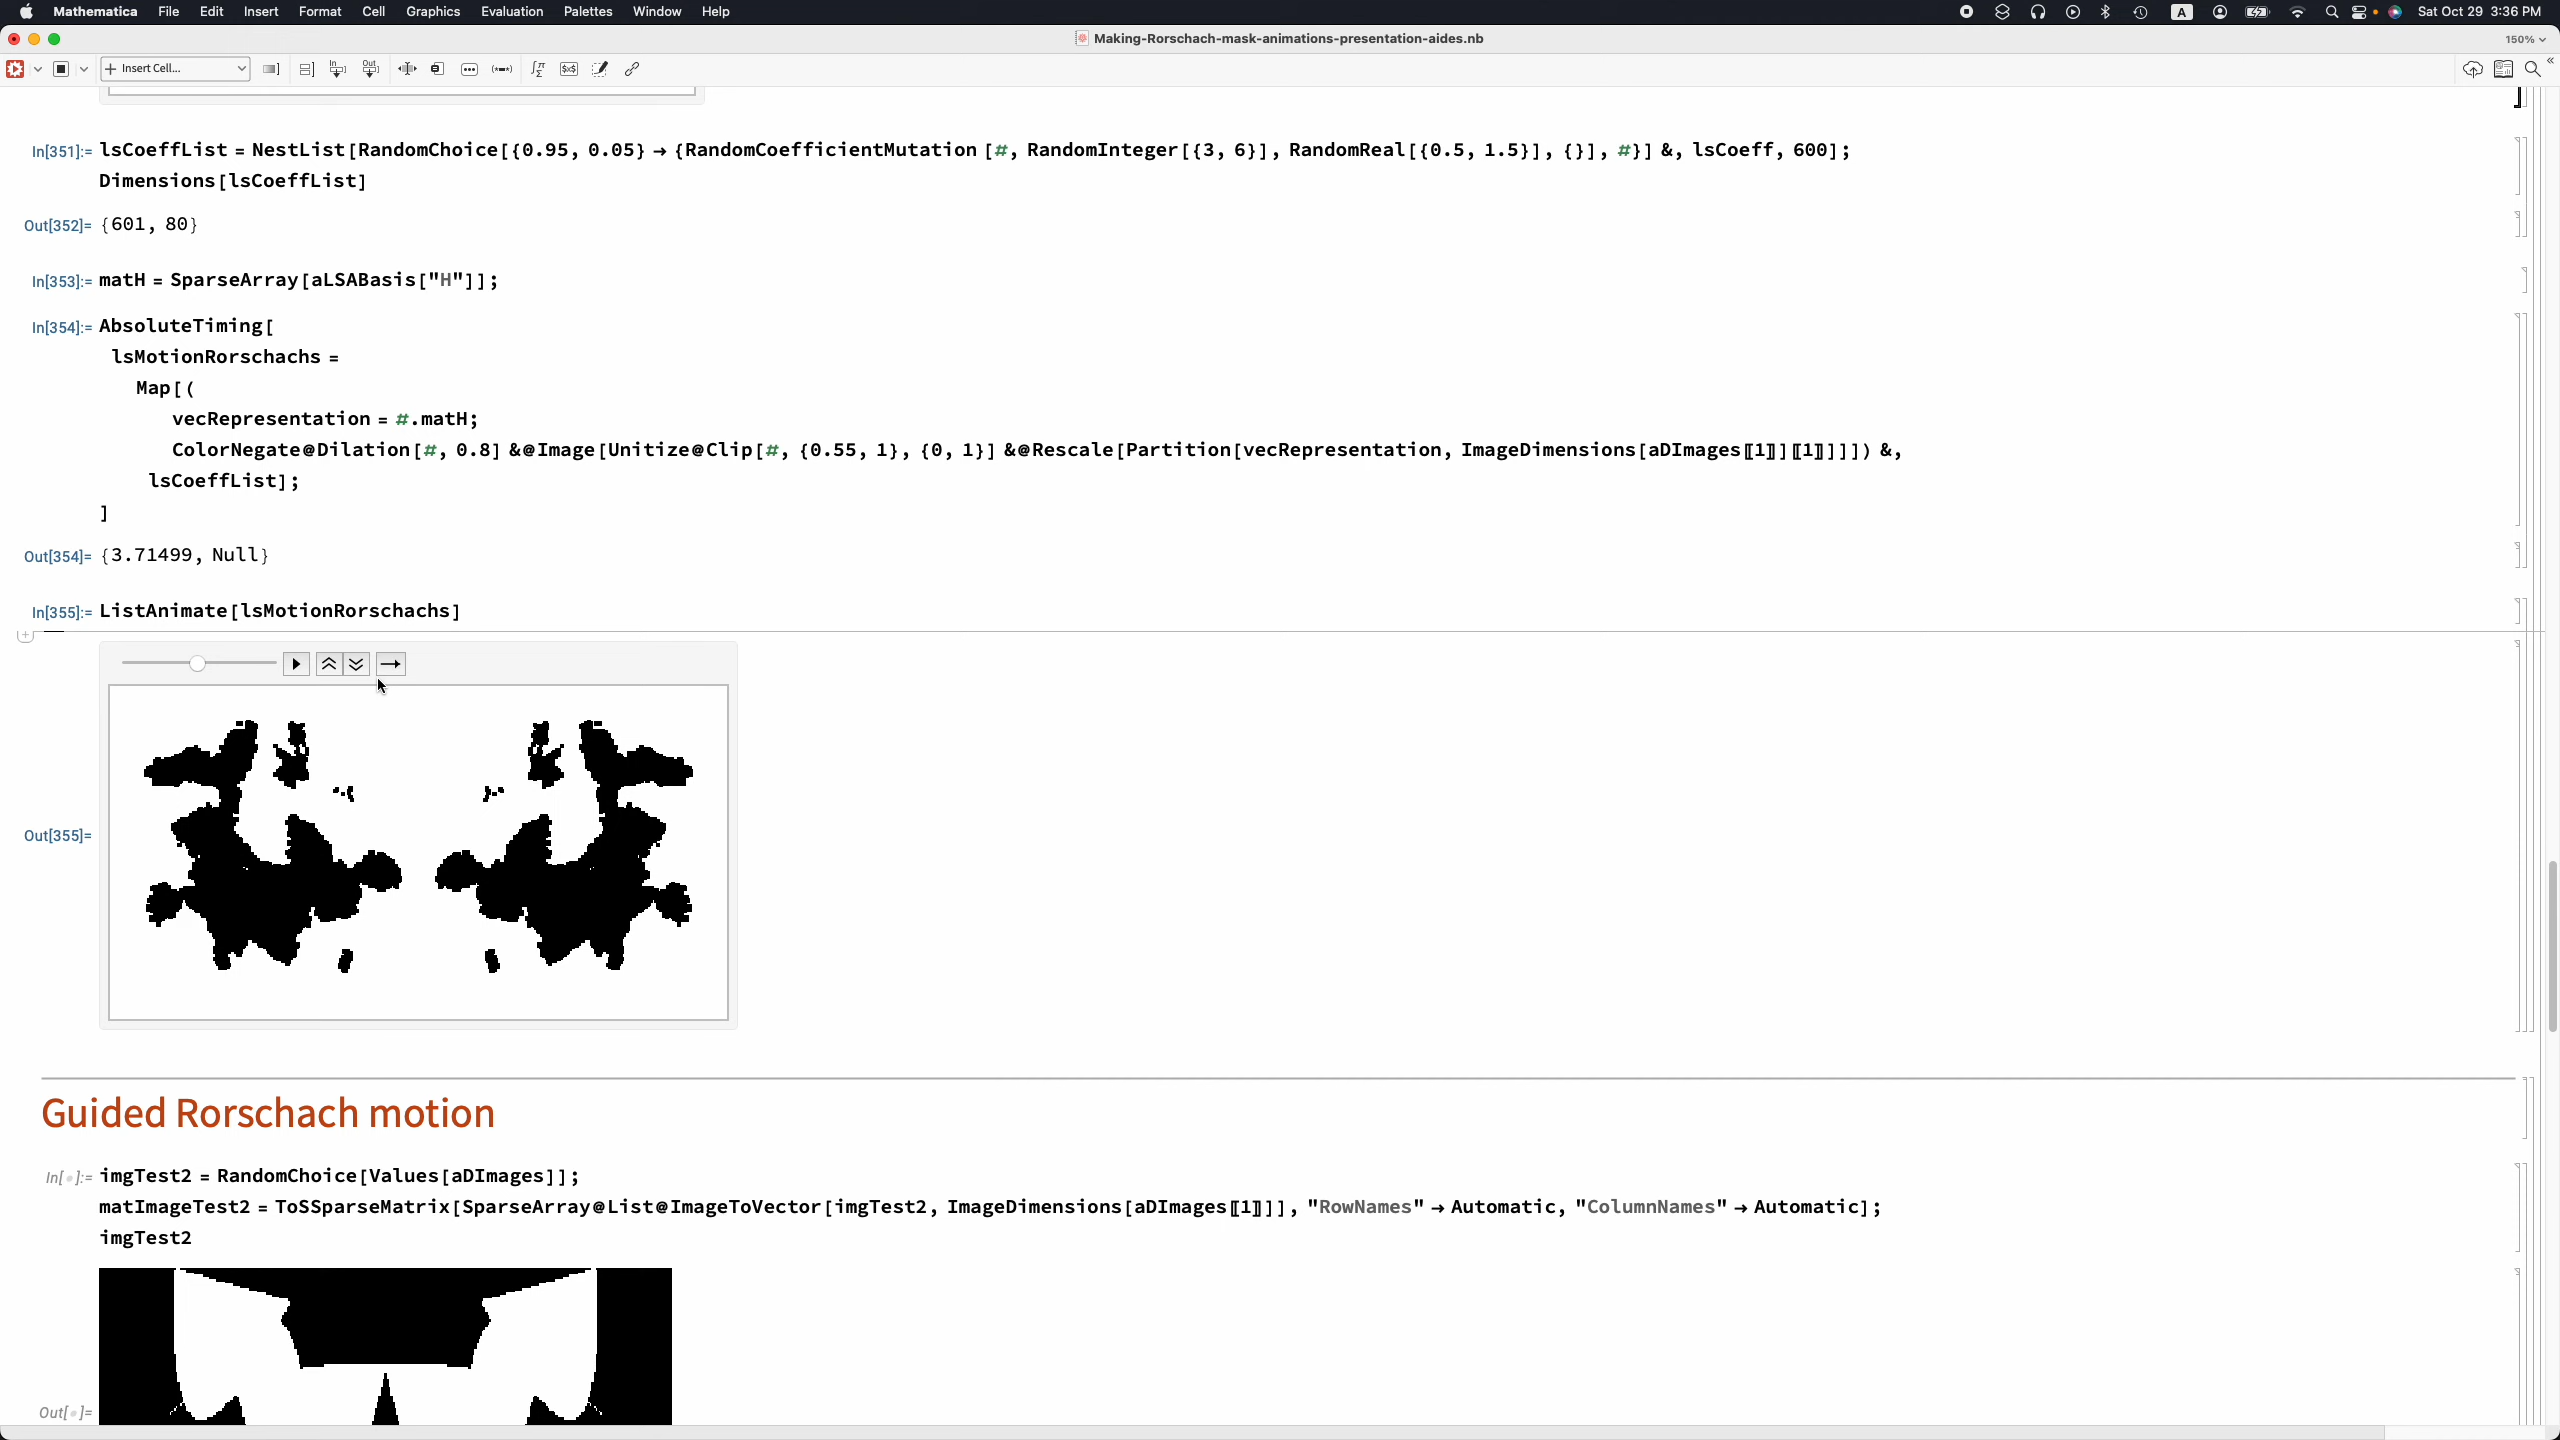 Mathematica File Edit Insert Format Cell Graphics Evaluation Palettes Window Help A Sat Oct 29 3:36 PM
Making-Rorschach-mask-animations-presentation-aides.nb 150%
Insert Cell...
In[351]:= lsCoeffList = NestList[RandomChoice[{0.95, 0.05} → {RandomCoefficientMutation [#, RandomInteger[{3, 6}], RandomReal[{0.5, 1.5}], {}], #}] &, lsCoeff, 600];
Dimensions[lsCoeffList]
Out[352]= {601, 80}
In[353]:= matH = SparseArray[aLSABasis["H"]];
In[354]:= AbsoluteTiming[
lsMotionRorschachs =
Map[(
vecRepresentation = #.matH;
ColorNegate@Dilation[#, 0.8] &@Image[Unitize@Clip[#, {0.55, 1}, {0, 1}] &@Rescale[Partition[vecRepresentation, ImageDimensions[aDImages〚1〛]〚1〛]]]) &,
lsCoeffList];
]
Out[354]= {3.71499, Null}
In[355]:= ListAnimate[lsMotionRorschachs]
Out[355]=
Guided Rorschach motion
In[ ]:= imgTest2 = RandomChoice[Values[aDImages]];
matImageTest2 = ToSSparseMatrix[SparseArray@List@ImageToVector[imgTest2, ImageDimensions[aDImages〚1〛]], "RowNames" → Automatic, "ColumnNames" → Automatic];
imgTest2
Out[ ]=